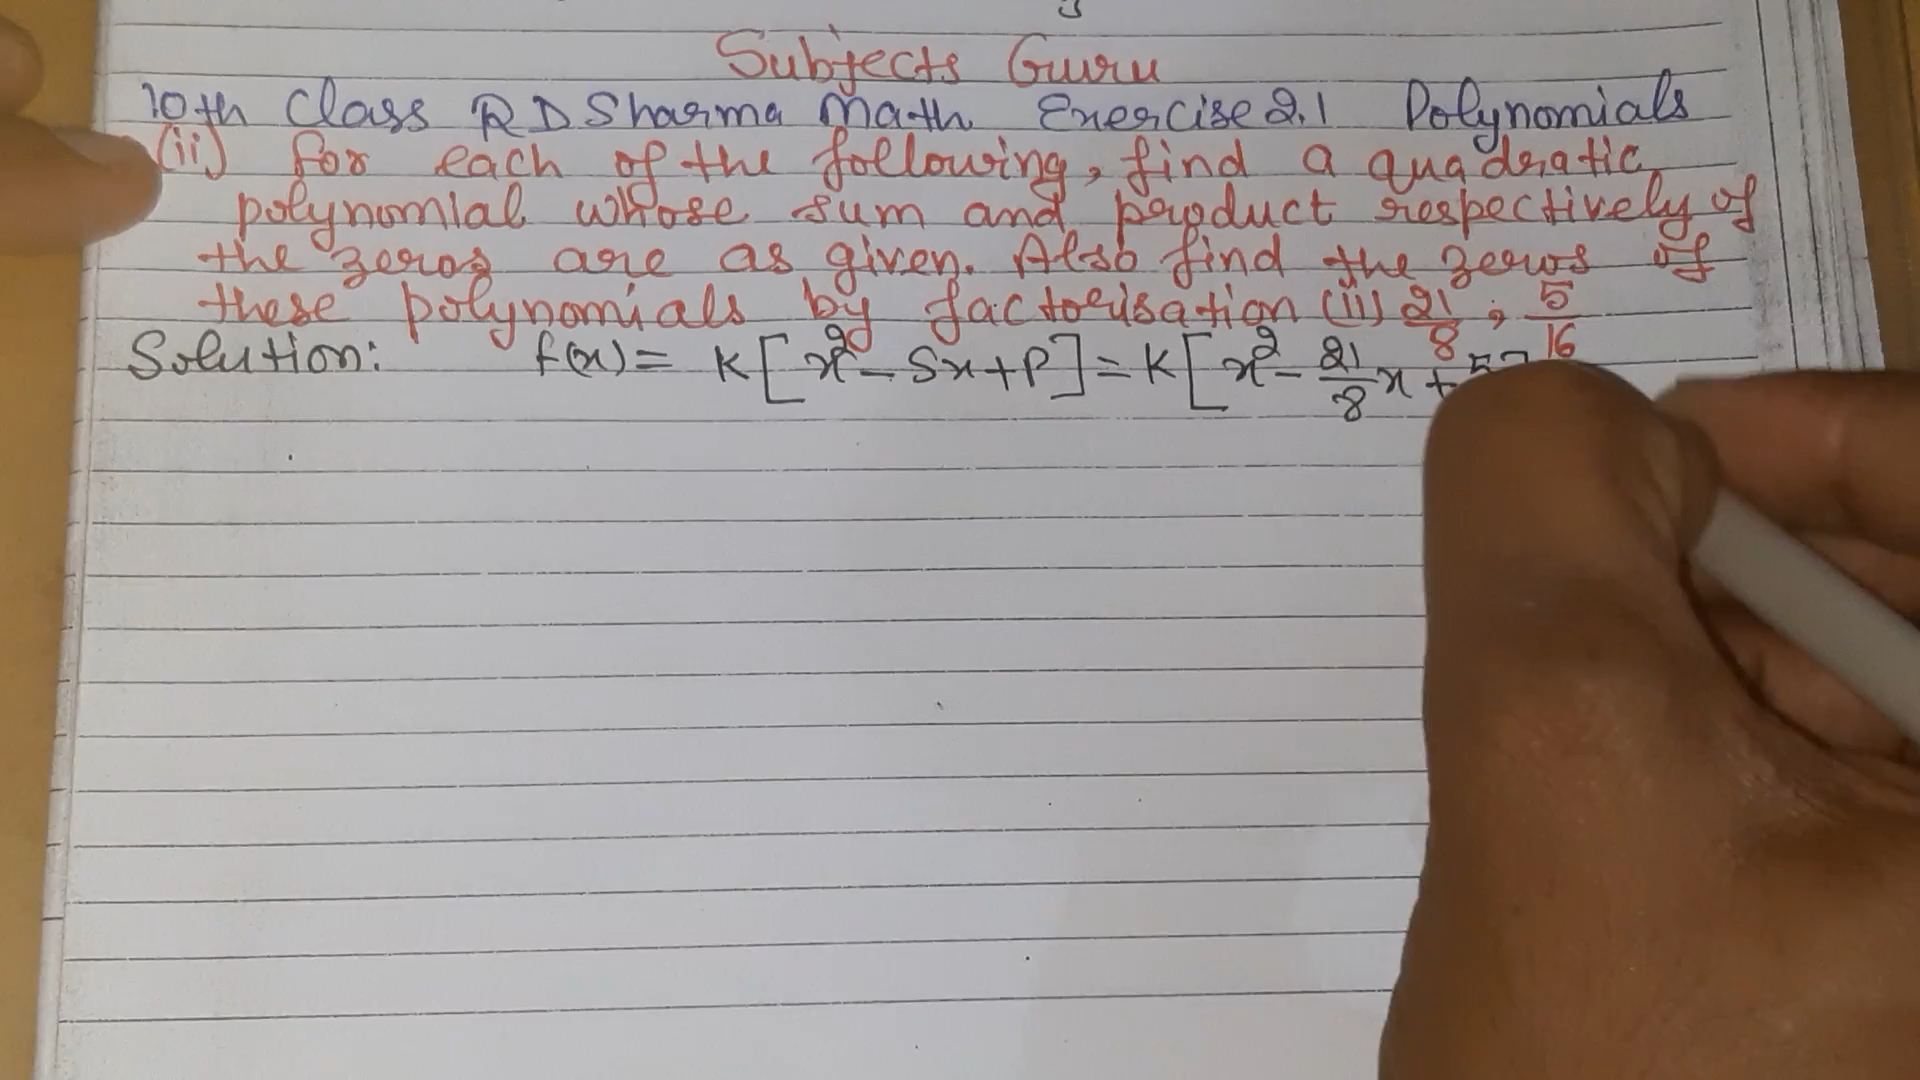 Subjects Guru
10th Class RD Sharma Math Exercise 2.1 Polynomials
(ii) for each of the following, find a quadratic
polynomial whose sum and product respectively of
the zeros are as given. Also find the zeros of
these polynomials by factorisation (ii) 21/8, 5/16
Solution: f(x) = K[x² - Sx + P] = K[x² - 21/8 x + 5